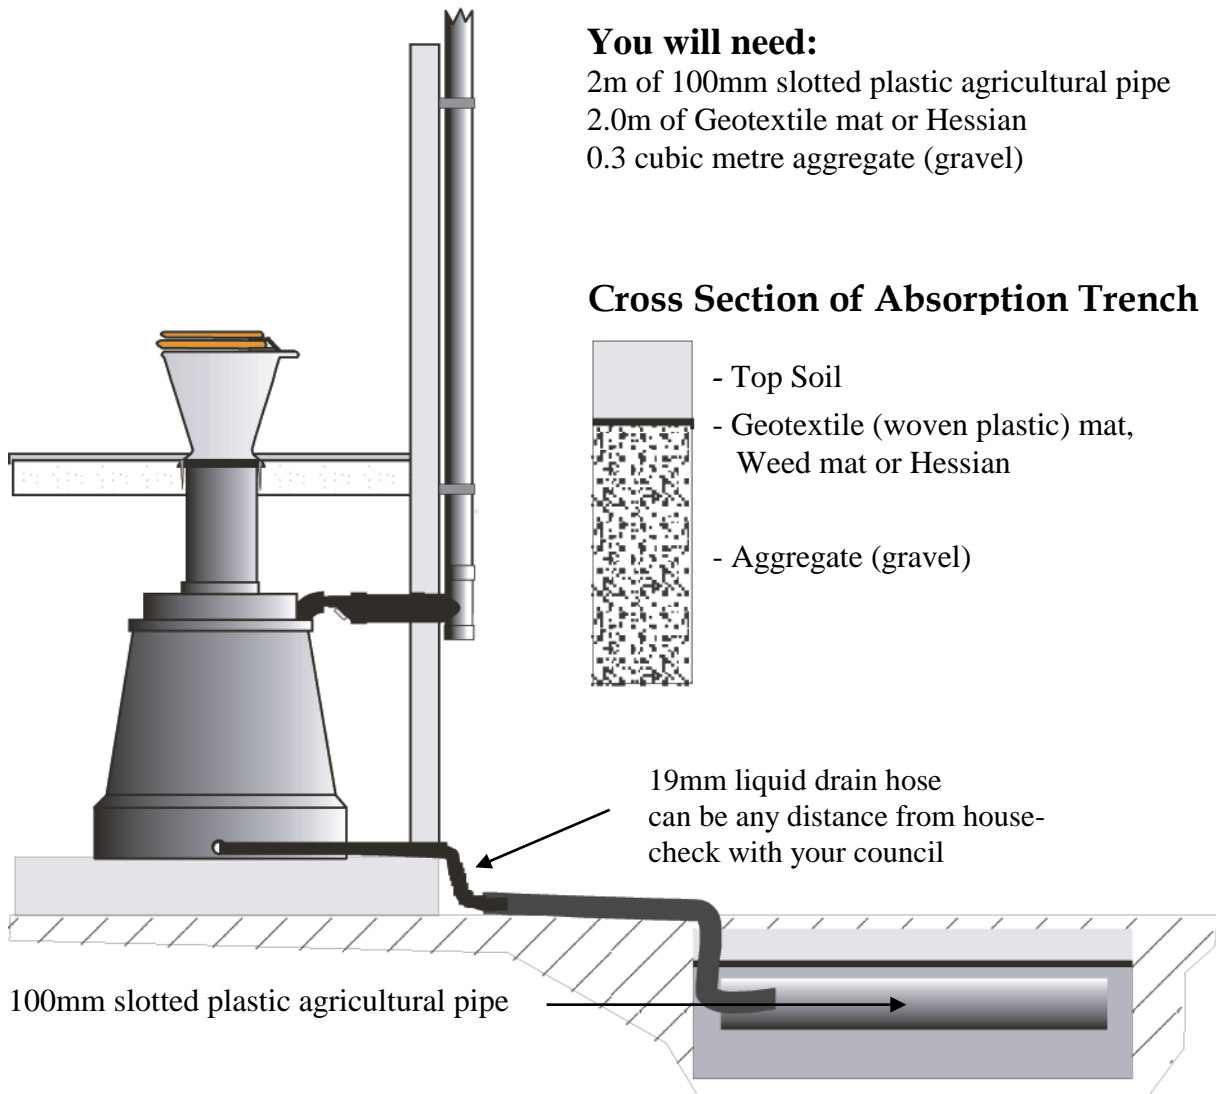 You will need:
2m of 100mm slotted plastic agricultural pipe
2.0m of Geotextile mat or Hessian
0.3 cubic metre aggregate (gravel)
Cross Section of Absorption Trench
- Top Soil
- Geotextile (woven plastic) mat,
Weed mat or Hessian
- Aggregate (gravel)
19mm liquid drain hose
can be any distance from house-
check with your council
100mm slotted plastic agricultural pipe